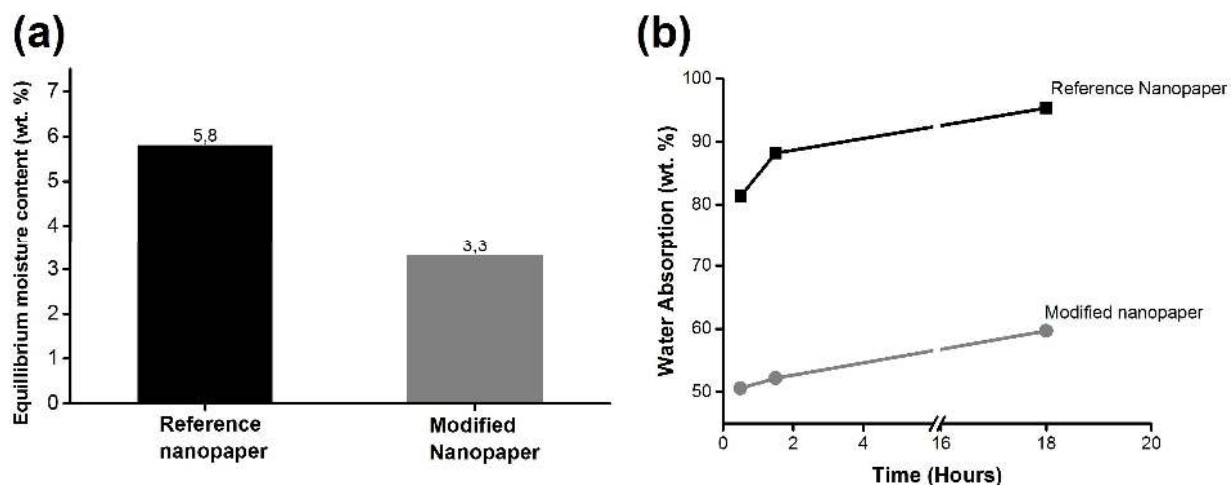 (a)
Equillibrium moisture content (wt. %)
7
6
5
4
3
2
1
0
5,8
3,3
Reference
nanopaper
Modified
Nanopaper
(b)
Water Absorption (wt. %)
100
90
80
70
60
50
Reference Nanopaper
Modified nanopaper
0
2
4
16
18
20
Time (Hours)